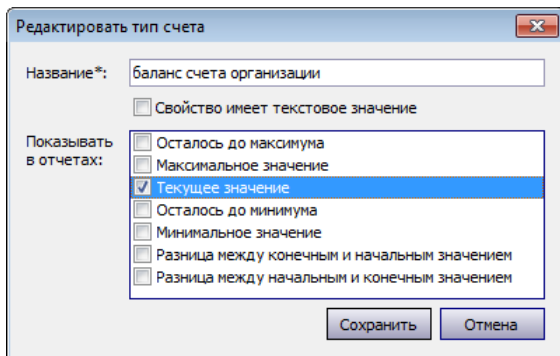 Редактировать тип счета
Название*: баланс счета организации
Свойство имеет текстовое значение
Показывать в отчетах:
Осталось до максимума
Максимальное значение
Текущее значение
Осталось до минимума
Минимальное значение
Разница между конечным и начальным значением
Разница между начальным и конечным значением
Сохранить Отмена